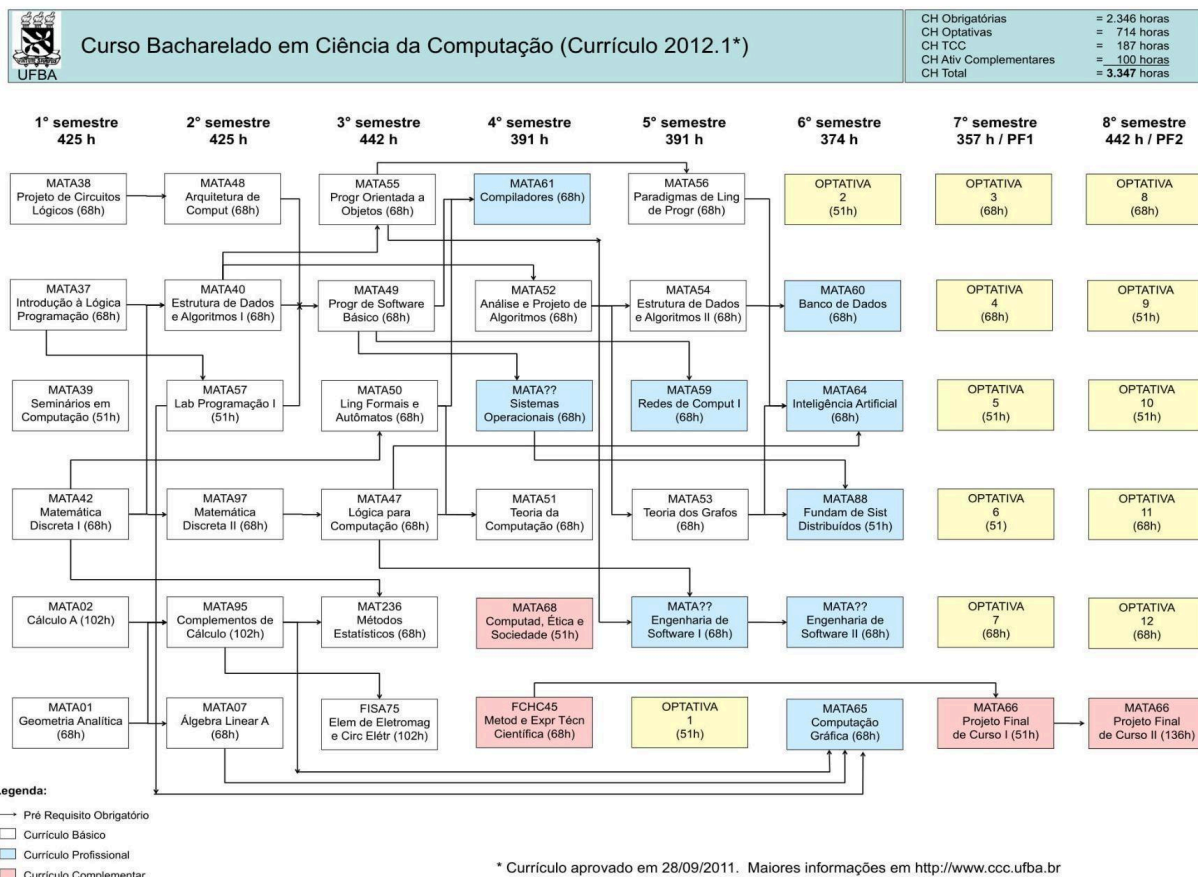 UFBA
Curso Bacharelado em Ciência da Computação (Currículo 2012.1*)
CH Obrigatórias = 2.346 horas
CH Optativas = 714 horas
CH TCC = 187 horas
CH Ativ Complementares = 100 horas
CH Total = 3.347 horas
1° semestre
425 h
2° semestre
425 h
3° semestre
442 h
4° semestre
391 h
5° semestre
391 h
6° semestre
374 h
7° semestre
357 h / PF1
8° semestre
442 h / PF2
MATA38
Projeto de Circuitos
Lógicos (68h)
MATA48
Arquitetura de
Comput (68h)
MATA55
Progr Orientada a
Objetos (68h)
MATA61
Compiladores (68h)
MATA56
Paradigmas de Ling
de Progr (68h)
OPTATIVA
2
(51h)
OPTATIVA
3
(68h)
OPTATIVA
8
(68h)
MATA37
Introdução à Lógica
Programação (68h)
MATA40
Estrutura de Dados
e Algoritmos I (68h)
MATA49
Progr de Software
Básico (68h)
MATA52
Análise e Projeto de
Algoritmos (68h)
MATA54
Estrutura de Dados
e Algoritmos II (68h)
MATA60
Banco de Dados
(68h)
OPTATIVA
4
(68h)
OPTATIVA
9
(51h)
MATA39
Seminários em
Computação (51h)
MATA57
Lab Programação I
(51h)
MATA50
Ling Formais e
Autômatos (68h)
MATA??
Sistemas
Operacionais (68h)
MATA59
Redes de Comput I
(68h)
MATA64
Inteligência Artificial
(68h)
OPTATIVA
5
(51h)
OPTATIVA
10
(51h)
MATA42
Matemática
Discreta I (68h)
MATA97
Matemática
Discreta II (68h)
MATA47
Lógica para
Computação (68h)
MATA51
Teoria da
Computação (68h)
MATA53
Teoria dos Grafos
(68h)
MATA88
Fundam de Sist
Distribuídos (51h)
OPTATIVA
6
(51)
OPTATIVA
11
(68h)
MATA02
Cálculo A (102h)
MATA95
Complementos de
Cálculo (102h)
MAT236
Métodos
Estatísticos (68h)
MATA68
Computad, Ética e
Sociedade (51h)
MATA??
Engenharia de
Software I (68h)
MATA??
Engenharia de
Software II (68h)
OPTATIVA
7
(68h)
OPTATIVA
12
(68h)
MATA01
Geometria Analítica
(68h)
MATA07
Álgebra Linear A
(68h)
FISA75
Elem de Eletromag
e Circ Elétr (102h)
FCHC45
Metod e Expr Técn
Científica (68h)
OPTATIVA
1
(51h)
MATA65
Computação
Gráfica (68h)
MATA66
Projeto Final
de Curso I (51h)
MATA66
Projeto Final
de Curso II (136h)
Legenda:
Pré Requisito Obrigatório
Currículo Básico
Currículo Profissional
Currículo Complementar
* Currículo aprovado em 28/09/2011. Maiores informações em http://www.ccc.ufba.br